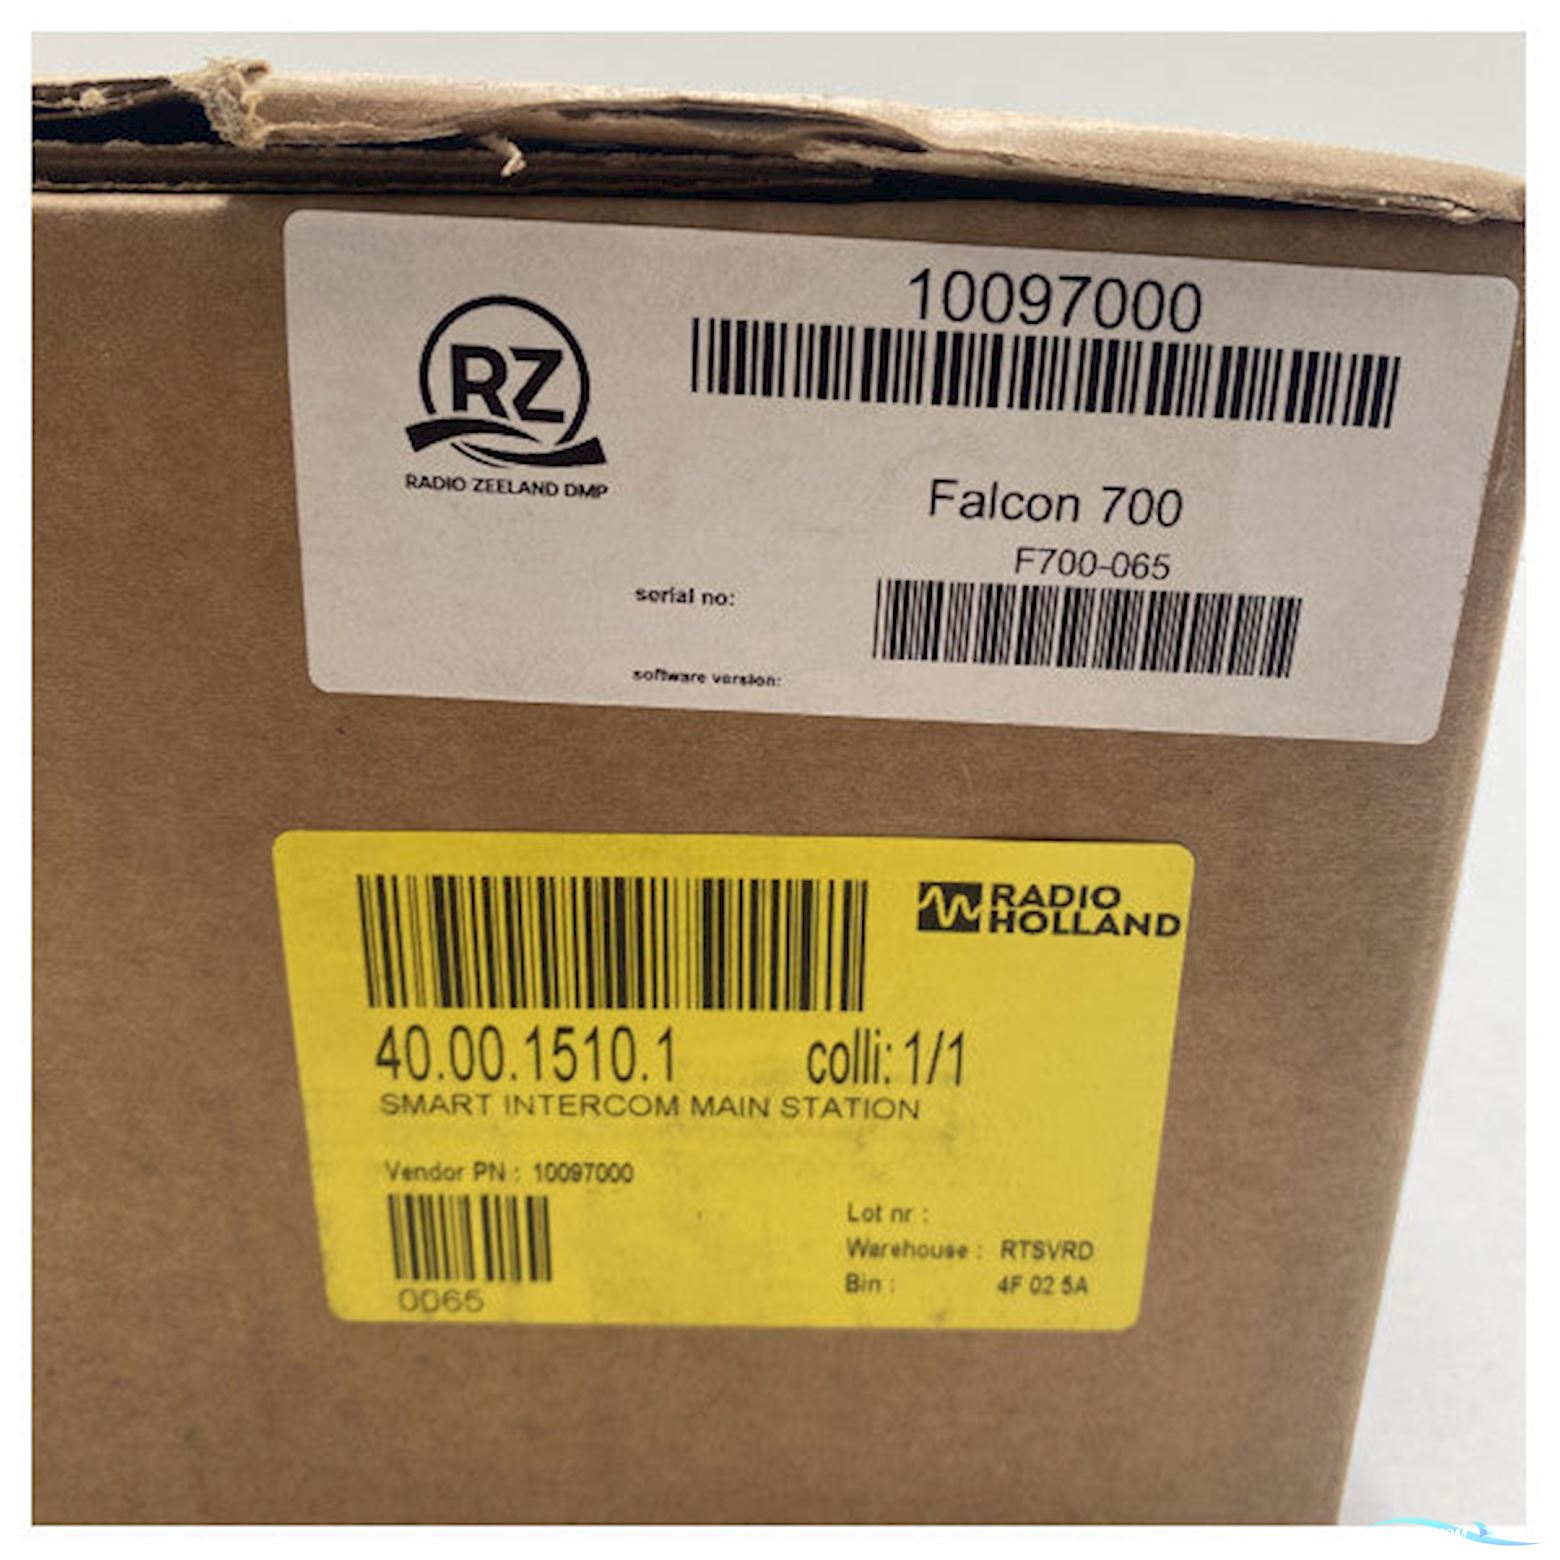 10097000
RZ
RADIO ZEELAND DMP
Falcon 700
F700-065
serial no:
software version:
RADIO
HOLLAND
40.00.1510.1 colli: 1/1
SMART INTERCOM MAIN STATION
Vendor PN : 10097000
Lot nr :
Warehouse : RTSVRD
Bin : 4F 02 5A
0065